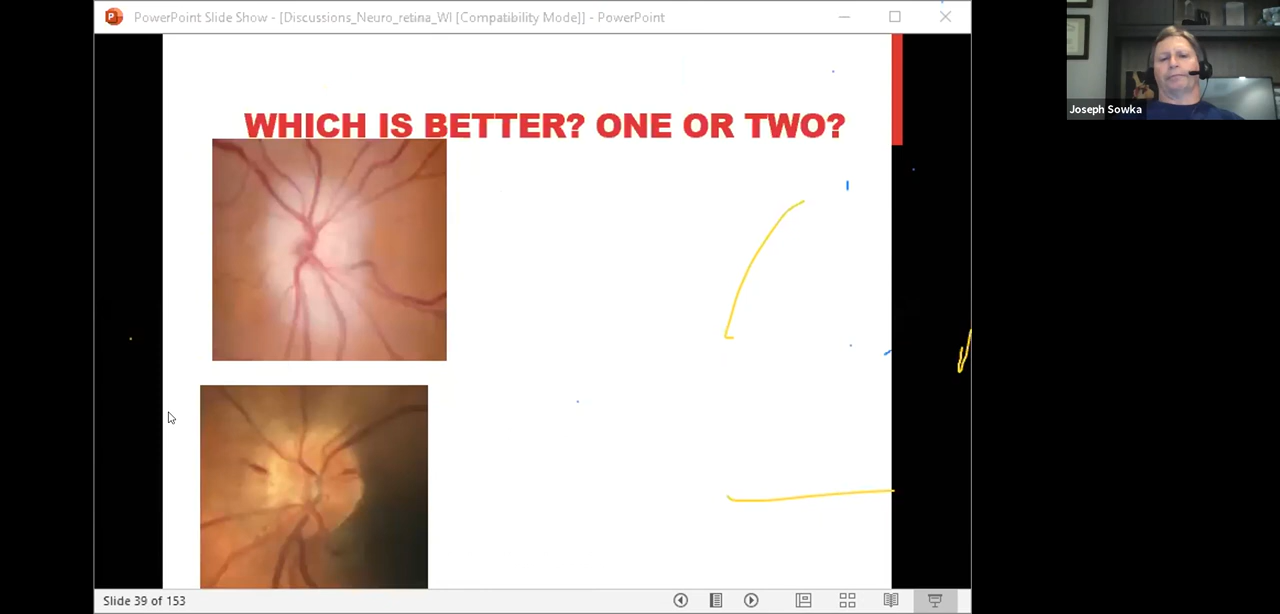 PowerPoint Slide Show - [Discussions_Neuro_retina_WI [Compatibility Mode]] - PowerPoint
Joseph Sowka
WHICH IS BETTER? ONE OR TWO?
Slide 39 of 153